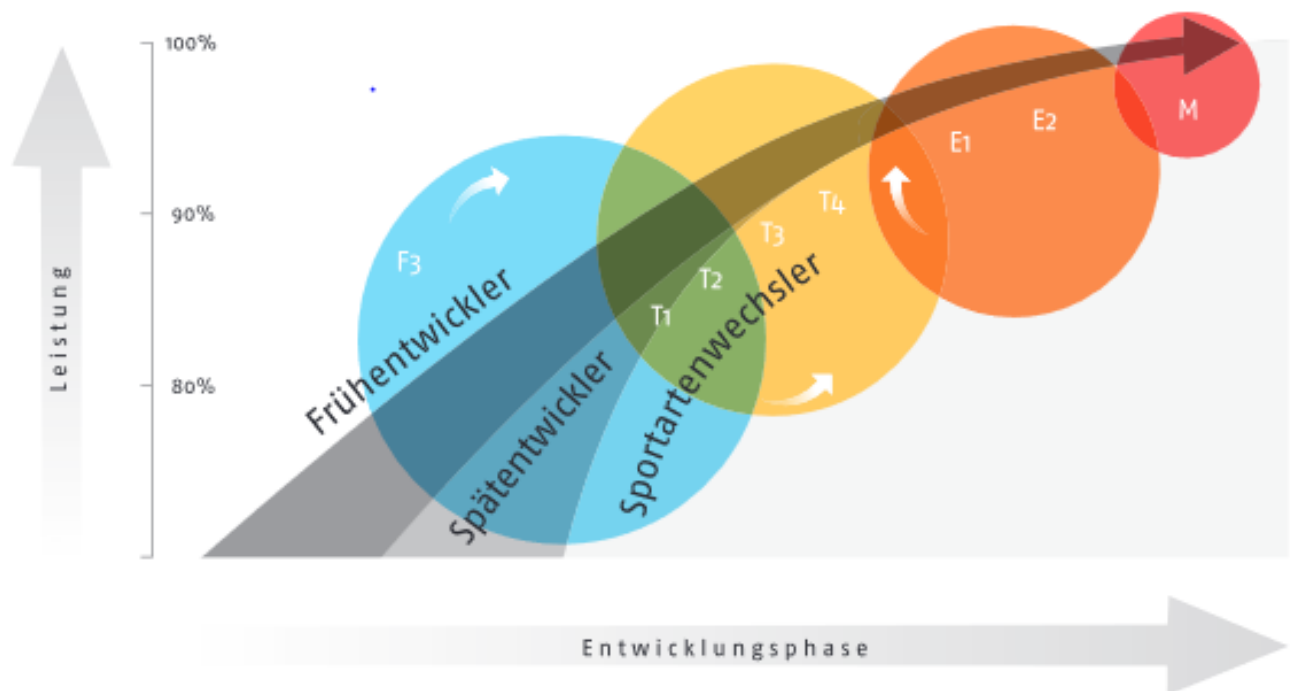 100%
90%
80%
Leistung
F3
Frühentwickler
Spätentwickler
Sportartenwechsler
T1
T2
T3
T4
E1
E2
M
Entwicklungsphase